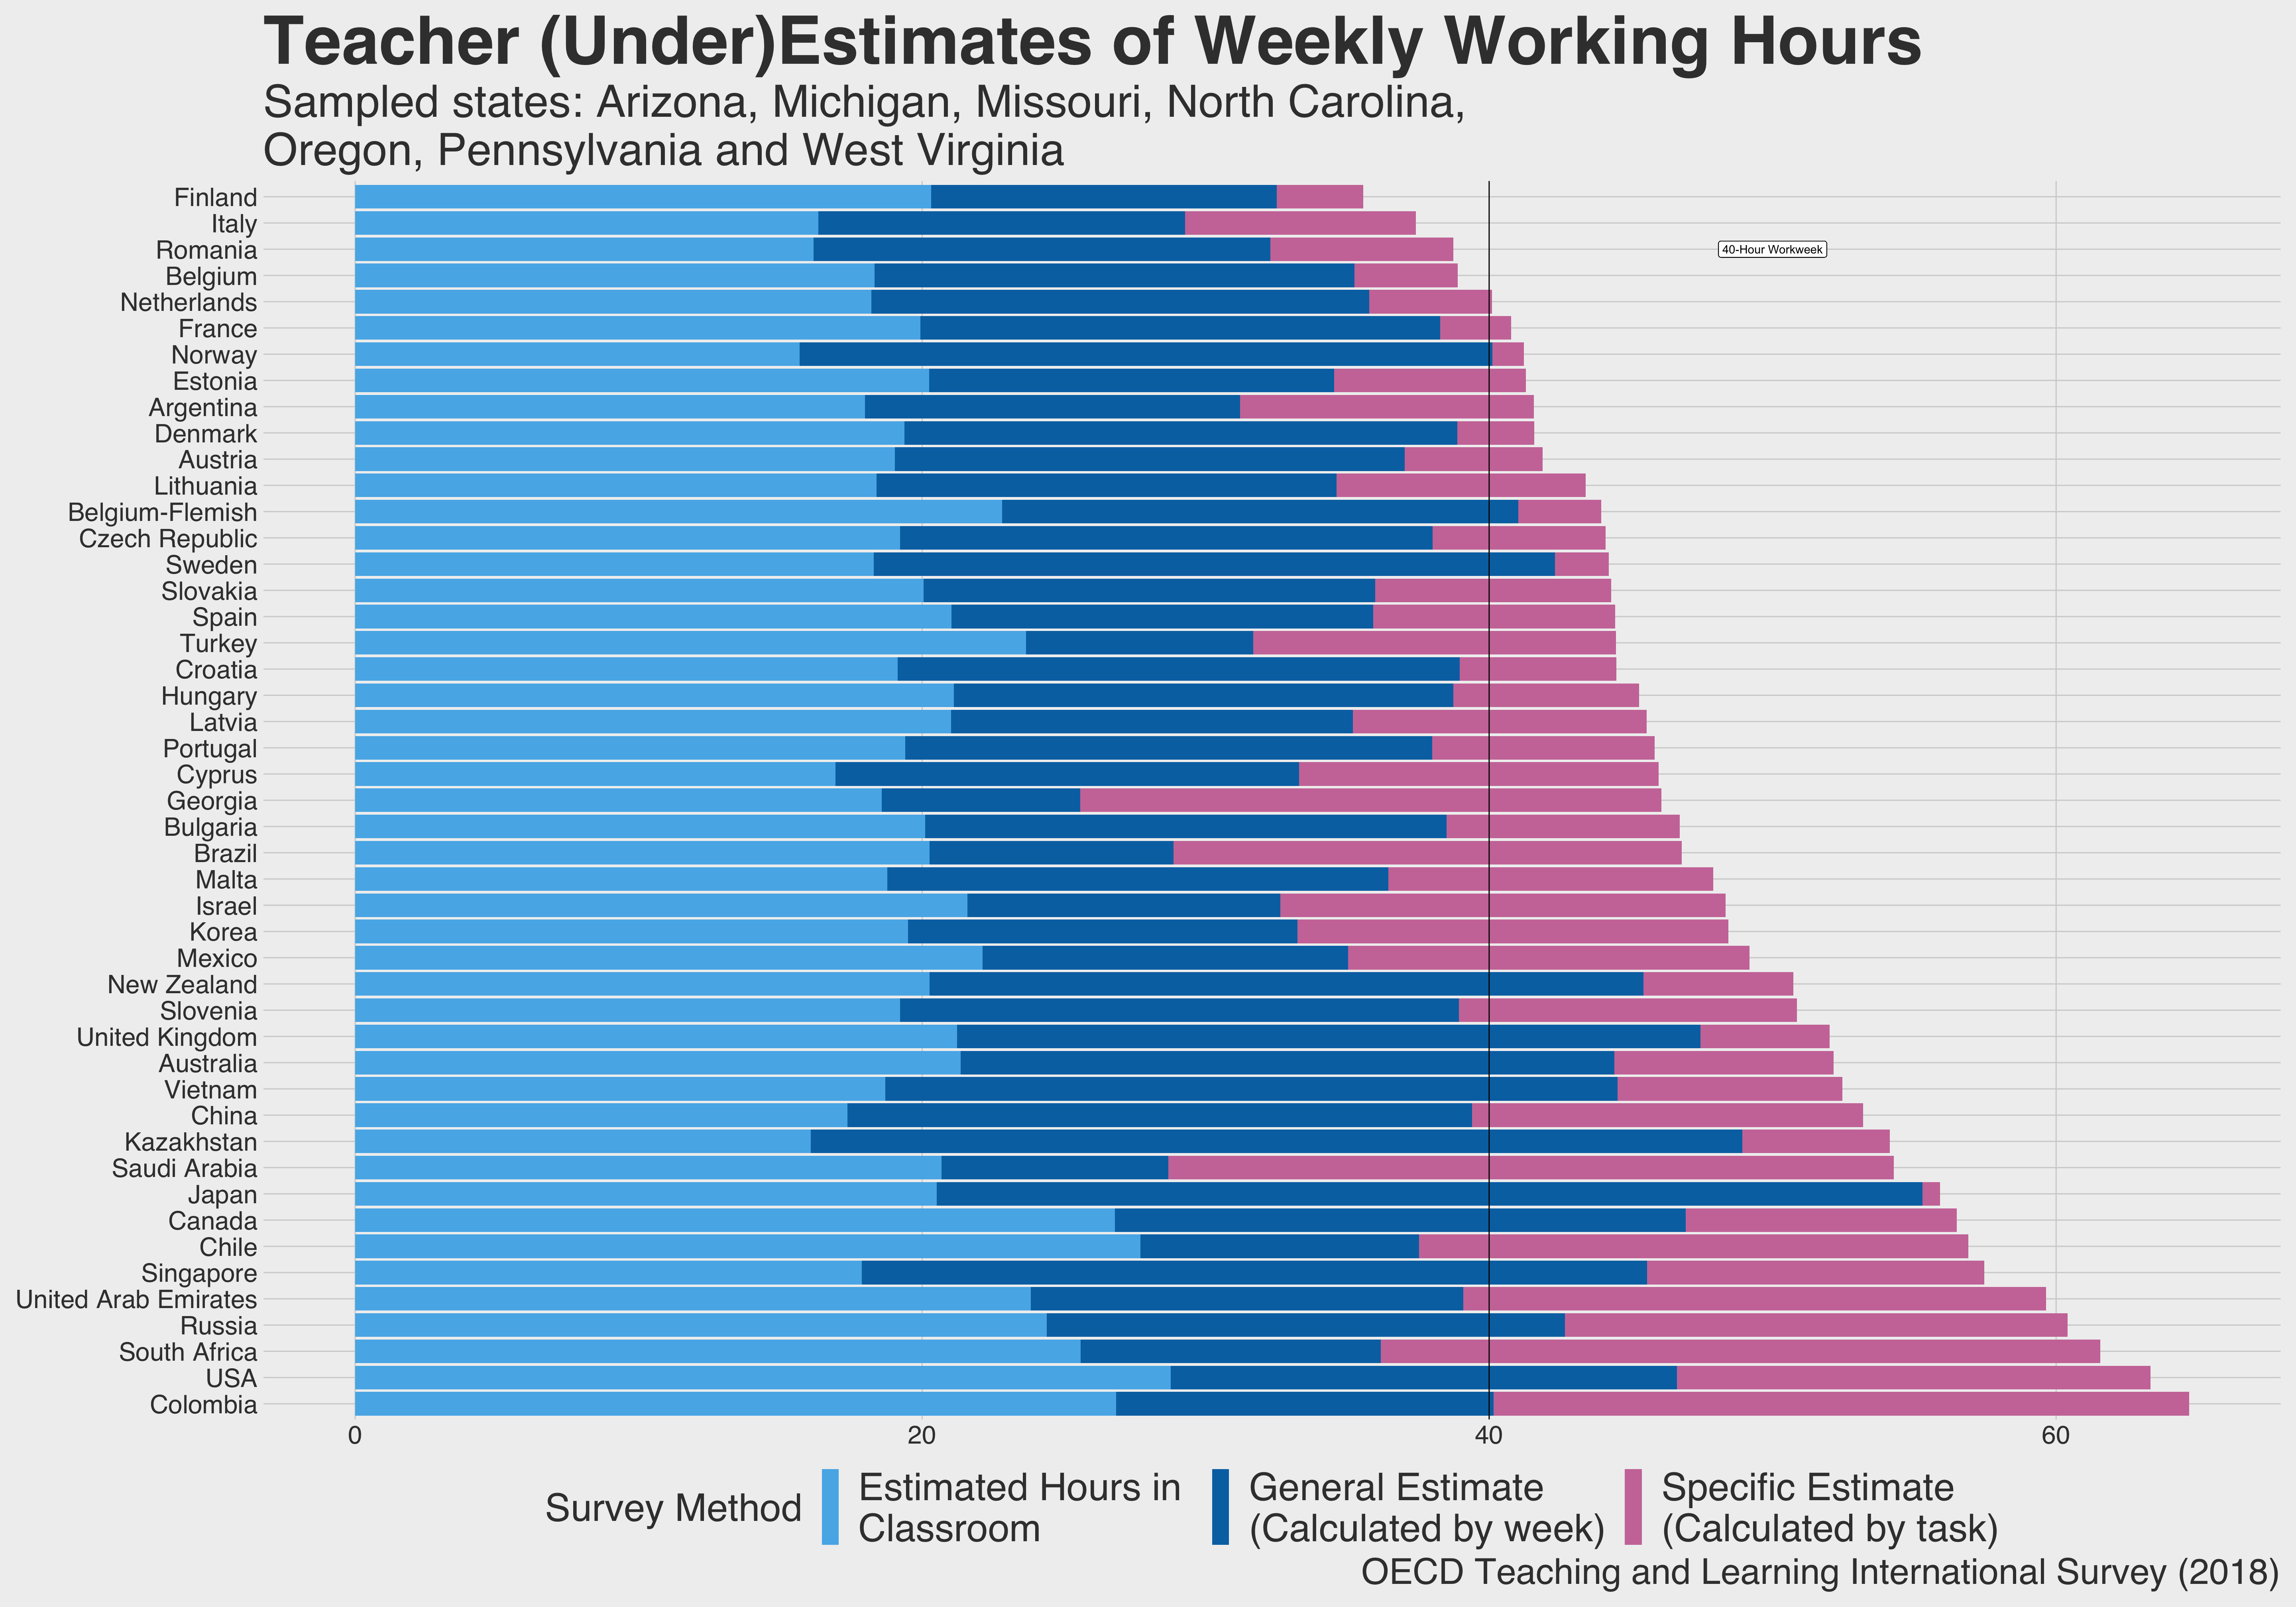 Teacher (Under)Estimates of Weekly Working Hours
Sampled states: Arizona, Michigan, Missouri, North Carolina,
Oregon, Pennsylvania and West Virginia
Finland
Italy
Romania
40-Hour Workweek
Belgium
Netherlands
France
Norway
Estonia
Argentina
Denmark
Austria
Lithuania
Belgium-Flemish
Czech Republic
Sweden
Slovakia
Spain
Turkey
Croatia
Hungary
Latvia
Portugal
Cyprus
Georgia
Bulgaria
Brazil
Malta
Israel
Korea
Mexico
New Zealand
Slovenia
United Kingdom
Australia
Vietnam
China
Kazakhstan
Saudi Arabia
Japan
Canada
Chile
Singapore
United Arab Emirates
Russia
South Africa
USA
Colombia
0 20 40 60
Survey Method
Estimated Hours in
Classroom
General Estimate
(Calculated by week)
Specific Estimate
(Calculated by task)
OECD Teaching and Learning International Survey (2018)